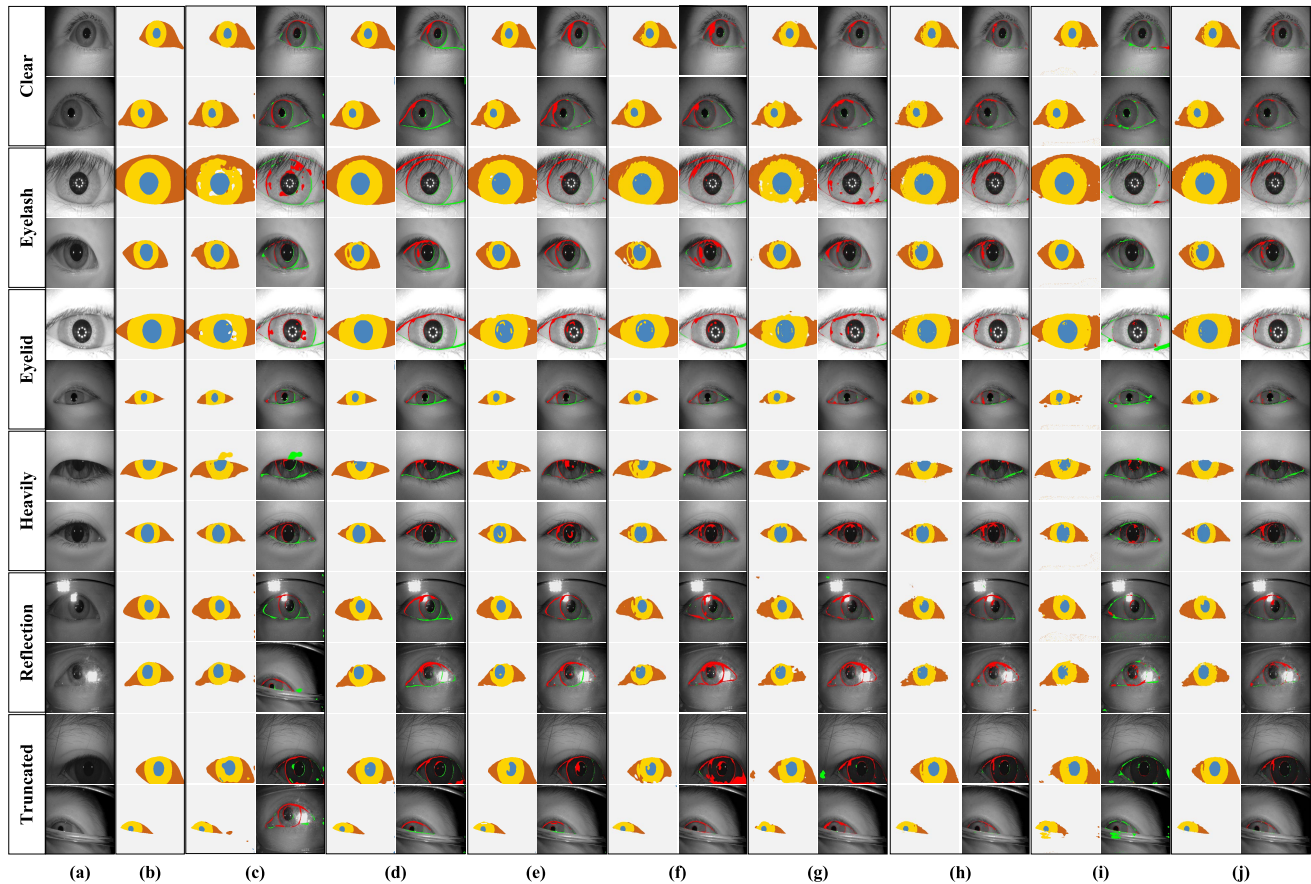 Clear
Eyelash
Eyelid
Heavily
Reflection
Truncated
(a) (b) (c) (d) (e) (f) (g) (h) (i) (j)